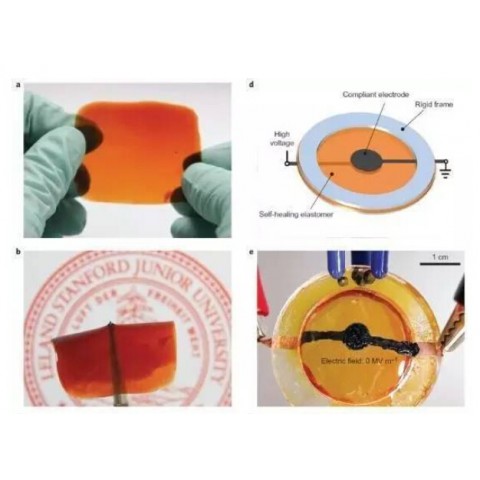 a
d
Compliant electrode
Rigid frame
High
voltage
Self-healing elastomer
b
LELAND STANFORD JUNIOR UNIVERSITY
LUFT DER FREIHEIT WEHT
e
1 cm
Electric field: 0 MV m⁻¹